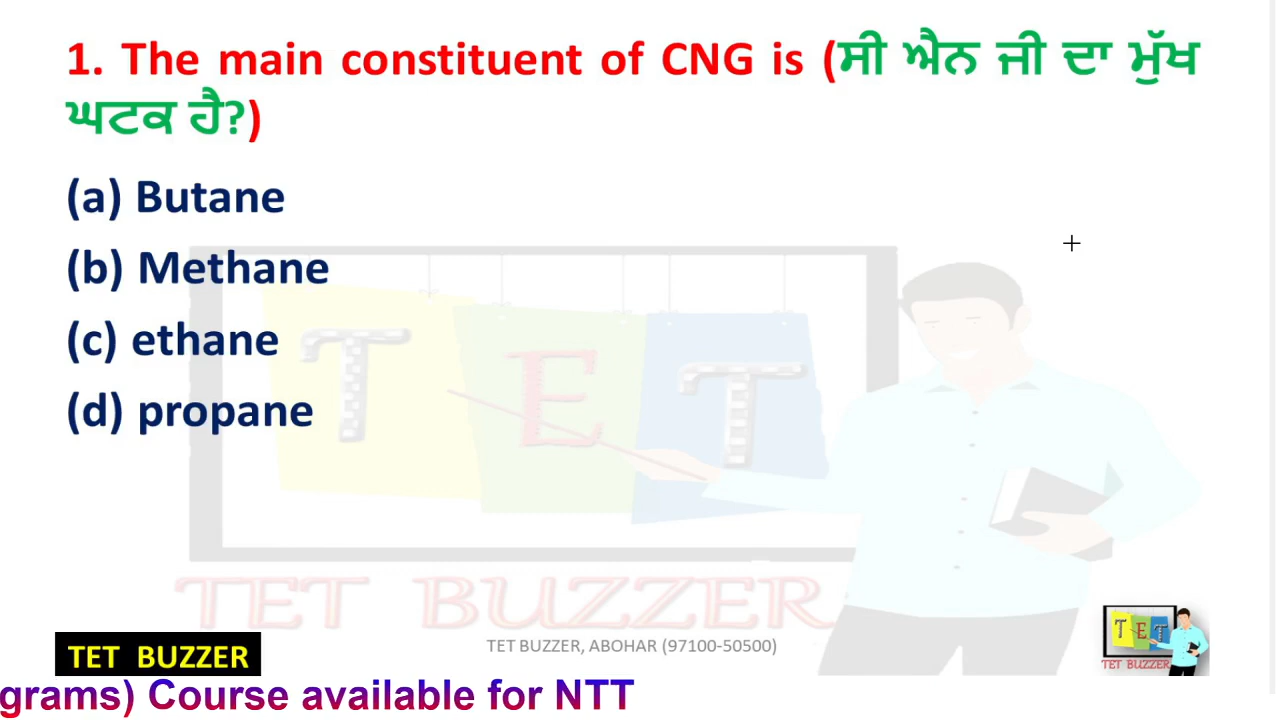 1. The main constituent of CNG is (ਸੀ ਐਨ ਜੀ ਦਾ ਮੁੱਖ
ਘਟਕ ਹੈ?)
(a) Butane
(b) Methane
(c) ethane
(d) propane
T E T
TET BUZZER
TET BUZZER, ABOHAR (97100-50500)
TET BUZZER
T E T
TET BUZZER
grams) Course available for NTT